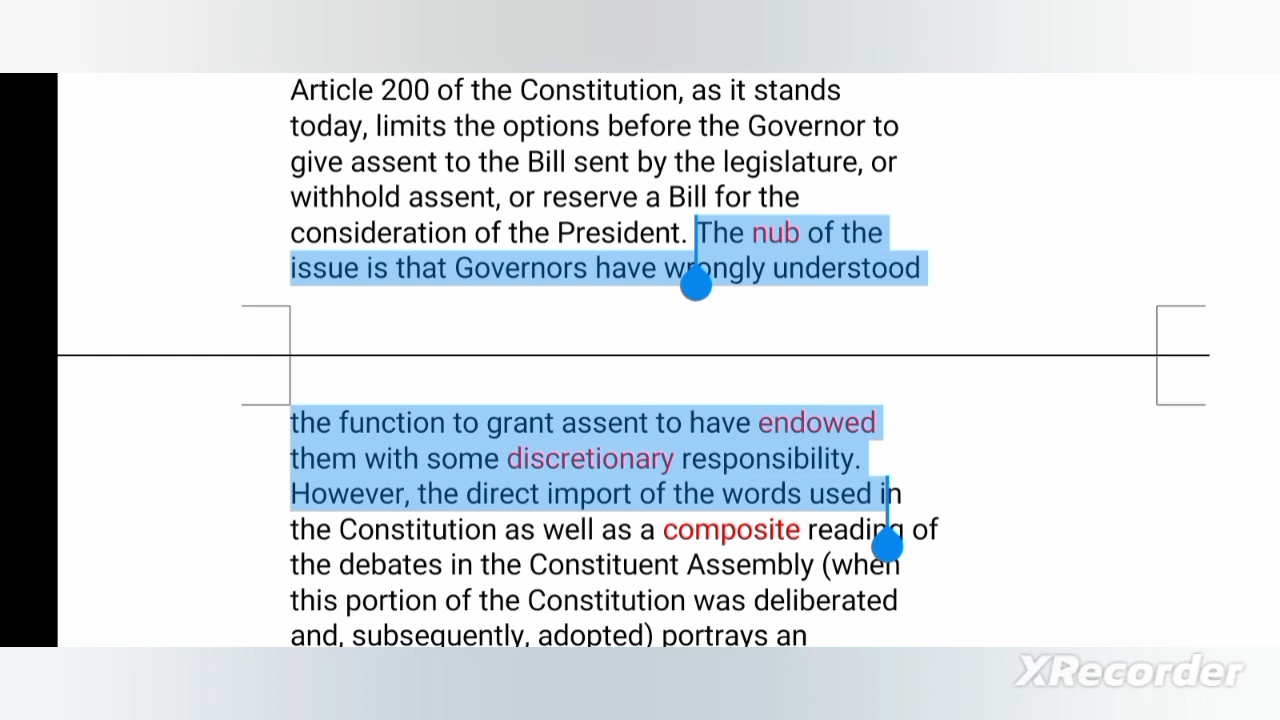 Article 200 of the Constitution, as it stands
today, limits the options before the Governor to
give assent to the Bill sent by the legislature, or
withhold assent, or reserve a Bill for the
consideration of the President. The nub of the
issue is that Governors have wrongly understood
the function to grant assent to have endowed
them with some discretionary responsibility.
However, the direct import of the words used in
the Constitution as well as a composite reading of
the debates in the Constituent Assembly (when
this portion of the Constitution was deliberated
and, subsequently, adopted) portrays an
XRecorder